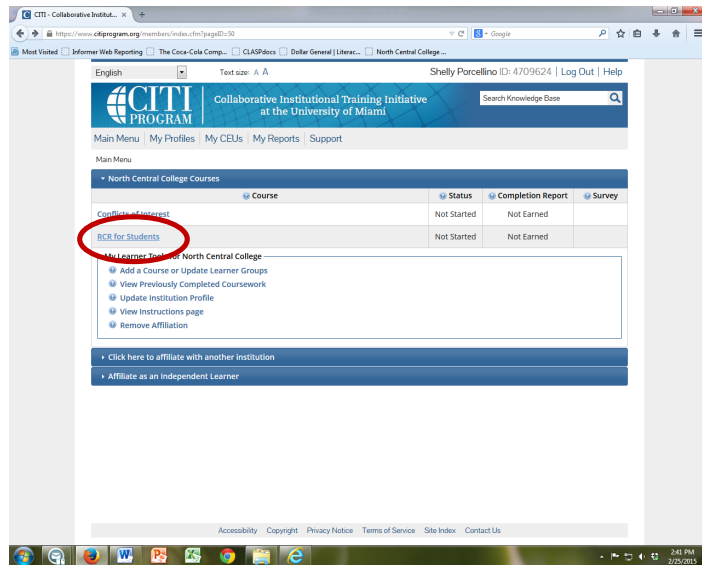 CITI - Collaborative Institut... × +
https://www.citiprogram.org/members/index.cfm?pageID=50
Google
Most Visited Informer Web Reporting The Coca-Cola Comp... CLASPdocs Dollar General | Literac... North Central College ...
English Text size: A A Shelly Porcellino ID: 4709624 | Log Out | Help
CITI PROGRAM
Collaborative Institutional Training Initiative
at the University of Miami
Search Knowledge Base
Main Menu My Profiles My CEUs My Reports Support
Main Menu
North Central College Courses
Course Status Completion Report Survey
Conflicts of Interest Not Started Not Earned
RCR for Students Not Started Not Earned
My Learner Tools for North Central College
Add a Course or Update Learner Groups
View Previously Completed Coursework
Update Institution Profile
View Instructions page
Remove Affiliation
Click here to affiliate with another institution
Affiliate as an Independent Learner
Accessibility Copyright Privacy Notice Terms of Service Site Index Contact Us
2:41 PM
2/25/2015